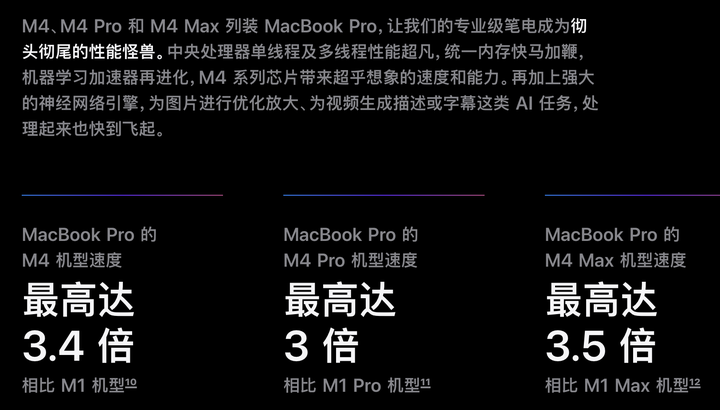 M4、M4 Pro 和 M4 Max 列装 MacBook Pro，让我们的专业级笔电成为彻
头彻尾的性能怪兽。中央处理器单线程及多线程性能超凡，统一内存快马加鞭，
机器学习加速器再进化，M4 系列芯片带来超乎想象的速度和能力。再加上强大
的神经网络引擎，为图片进行优化放大、为视频生成描述或字幕这类 AI 任务，处
理起来也快到飞起。
MacBook Pro 的
M4 机型速度
最高达
3.4 倍
相比 M1 机型10
MacBook Pro 的
M4 Pro 机型速度
最高达
3 倍
相比 M1 Pro 机型11
MacBook Pro 的
M4 Max 机型速度
最高达
3.5 倍
相比 M1 Max 机型12